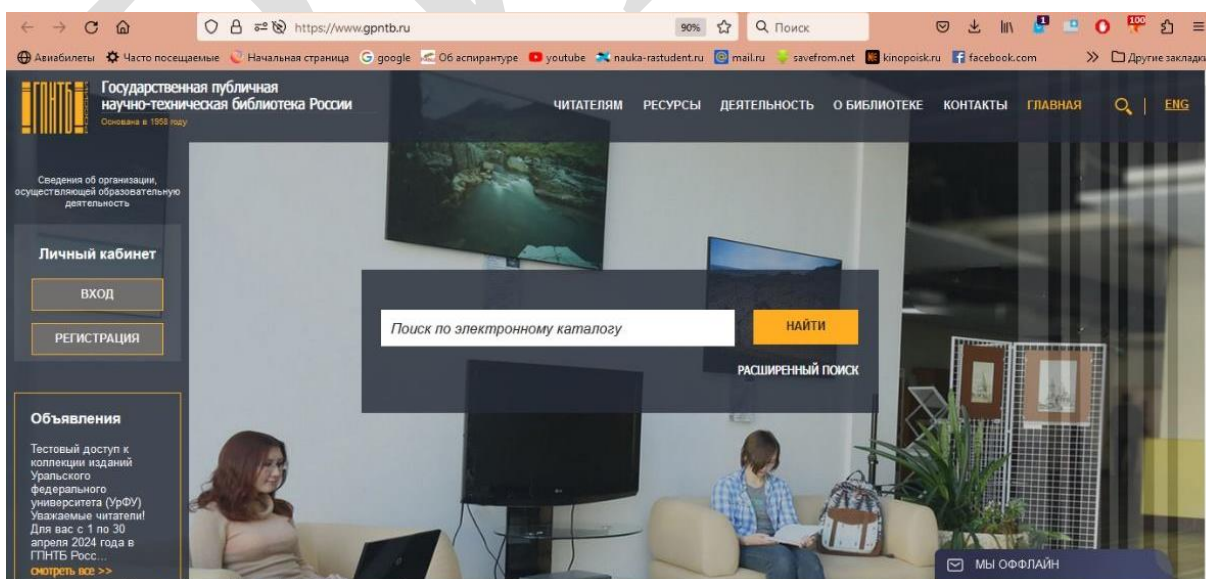 https://www.gpntb.ru
90%
Поиск
1
100
Авиабилеты
Часто посещаемые
Начальная страница
google
Об аспирантуре
youtube
nauka-rastudent.ru
mail.ru
savefrom.net
kinopoisk.ru
facebook.com
Другие закладки
ГПНТБ
РОССИИ
Государственная публичная
научно-техническая библиотека России
Основана в 1958 году
ЧИТАТЕЛЯМ
РЕСУРСЫ
ДЕЯТЕЛЬНОСТЬ
О БИБЛИОТЕКЕ
КОНТАКТЫ
ГЛАВНАЯ
ENG
Сведения об организации,
осуществляющей образовательную
деятельность
Личный кабинет
ВХОД
РЕГИСТРАЦИЯ
Поиск по электронному каталогу
НАЙТИ
РАСШИРЕННЫЙ ПОИСК
Объявления
Тестовый доступ к
коллекции изданий
Уральского
федерального
университета (УрФУ)
Уважаемые читатели!
Для вас с 1 по 30
апреля 2024 года в
ГПНТБ Росс...
смотреть все >>
МЫ ОФФЛАЙН